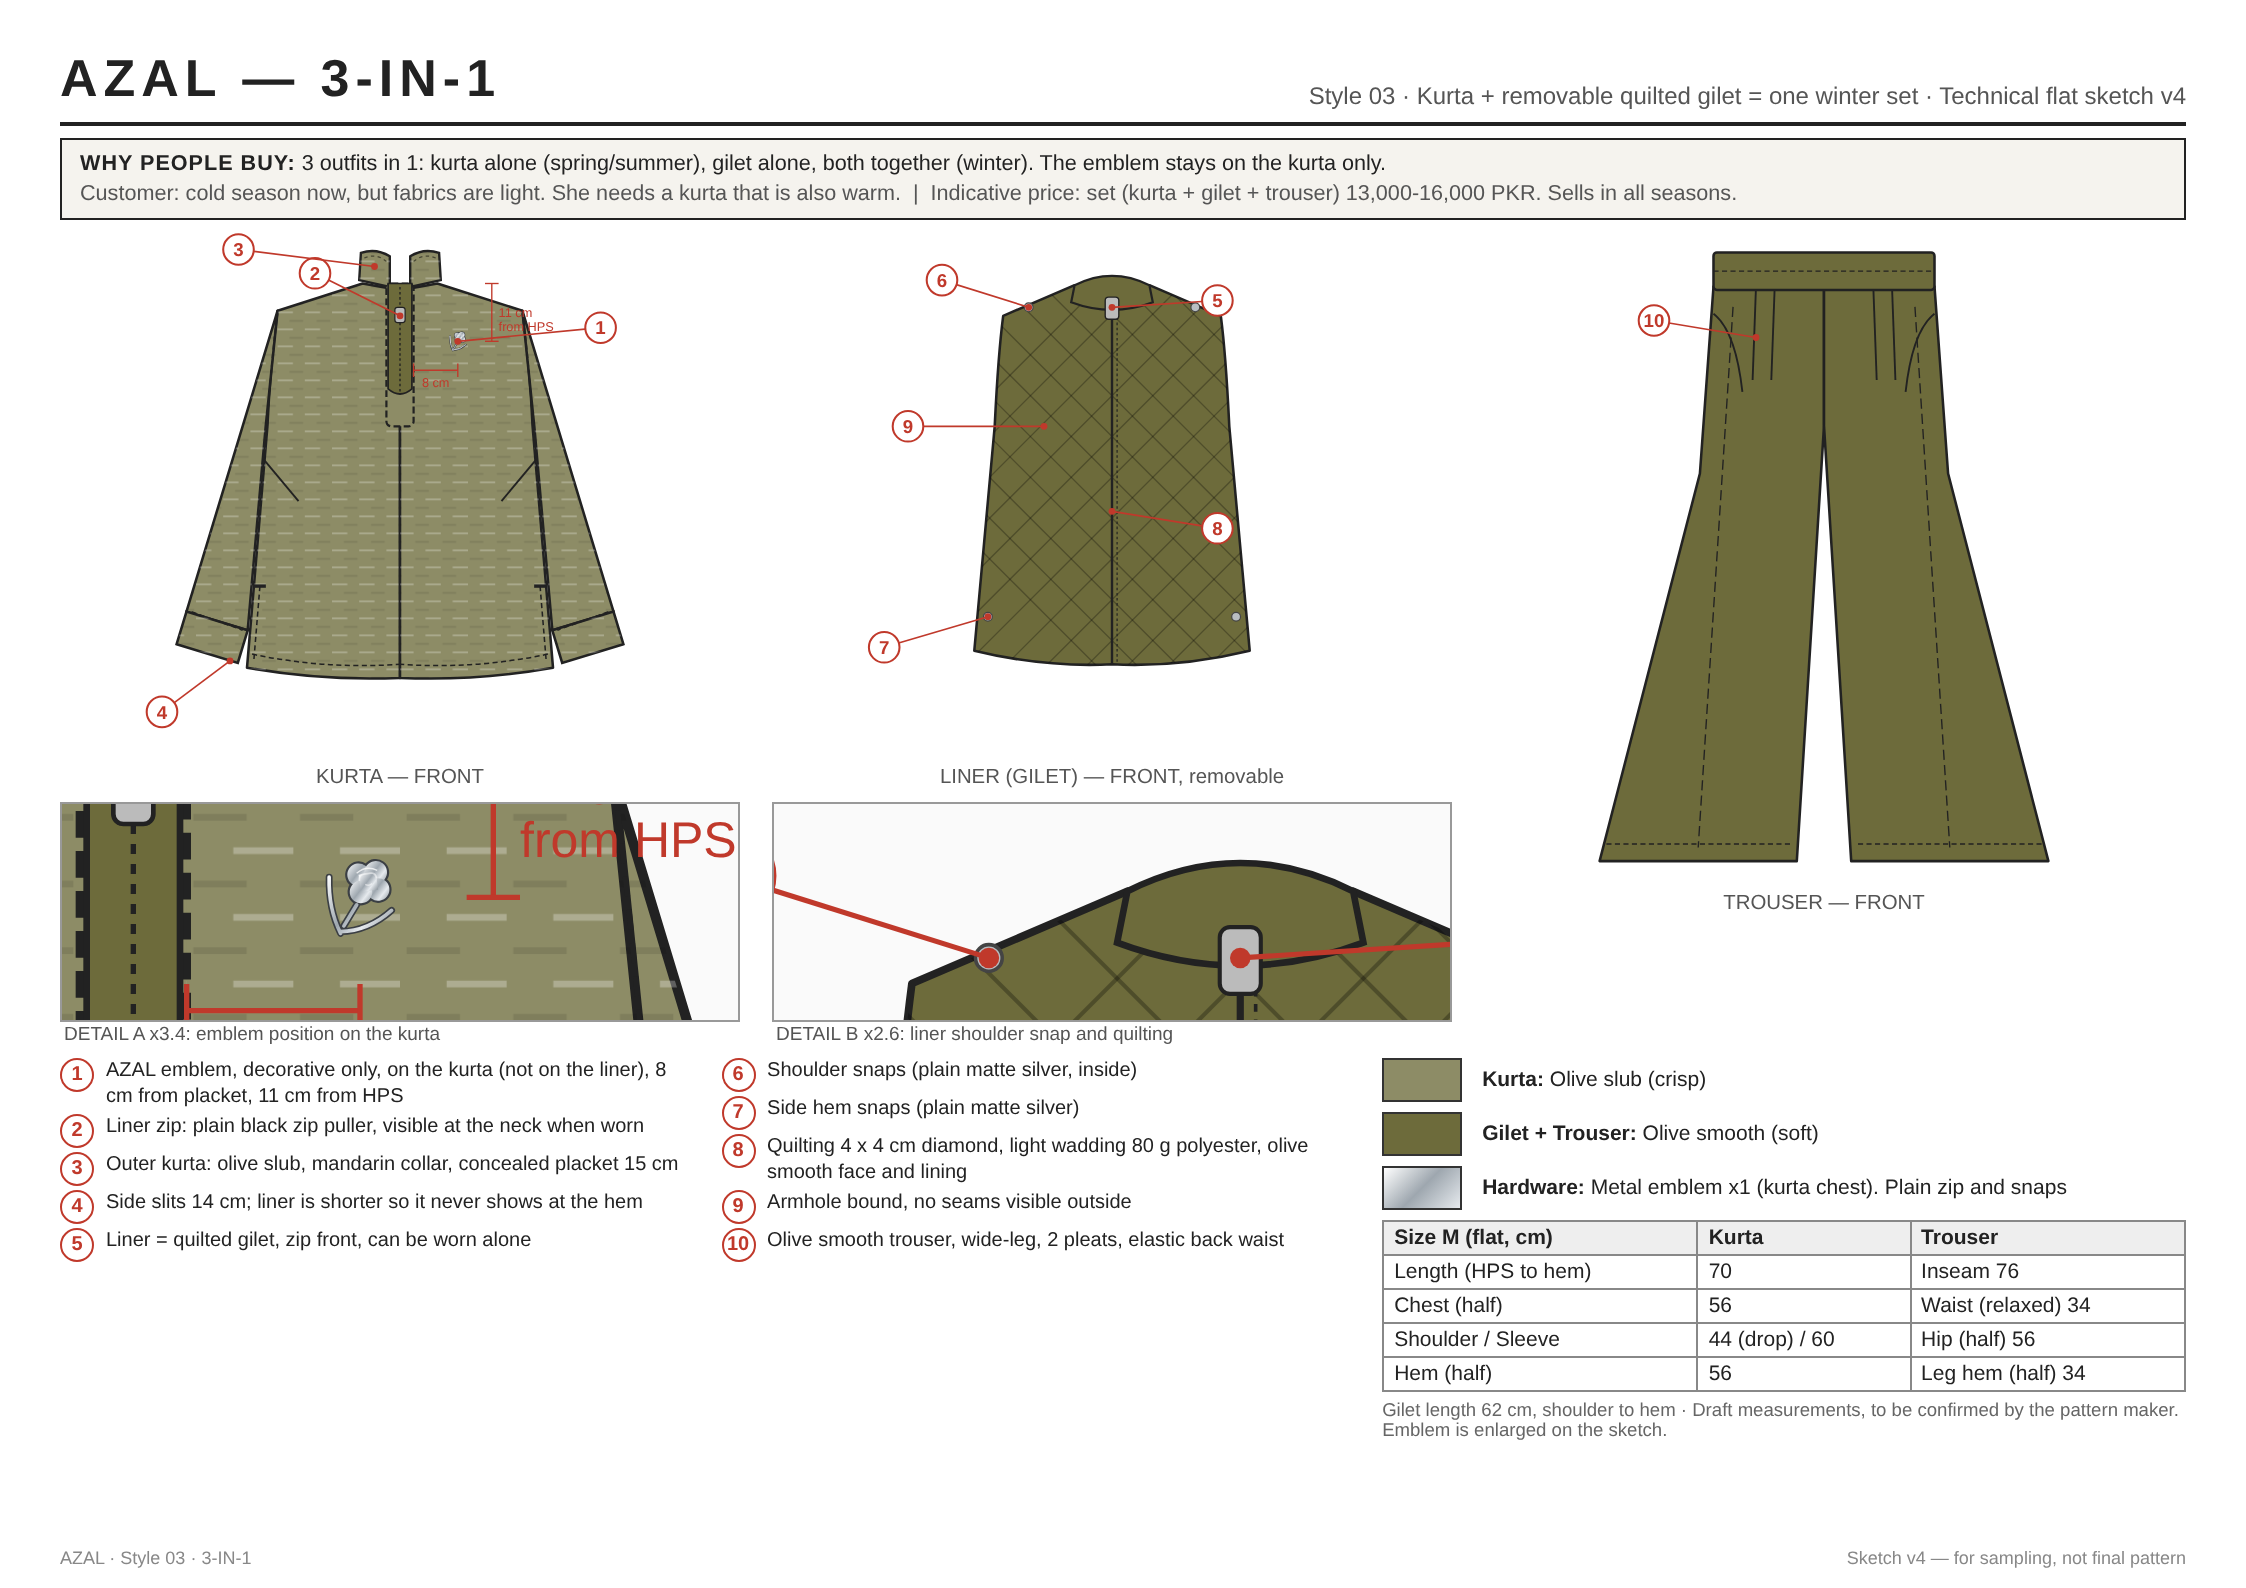 AZAL — 3-IN-1
Style 03 · Kurta + removable quilted gilet = one winter set · Technical flat sketch v4
WHY PEOPLE BUY: 3 outfits in 1: kurta alone (spring/summer), gilet alone, both together (winter). The emblem stays on the kurta only.
Customer: cold season now, but fabrics are light. She needs a kurta that is also warm. | Indicative price: set (kurta + gilet + trouser) 13,000-16,000 PKR. Sells in all seasons.
3
2
11 cm
from HPS
1
8 cm
4
KURTA — FRONT
6
5
9
8
7
LINER (GILET) — FRONT, removable
10
TROUSER — FRONT
from HPS
DETAIL A x3.4: emblem position on the kurta
DETAIL B x2.6: liner shoulder snap and quilting
1 AZAL emblem, decorative only, on the kurta (not on the liner), 8
cm from placket, 11 cm from HPS
2 Liner zip: plain black zip puller, visible at the neck when worn
3 Outer kurta: olive slub, mandarin collar, concealed placket 15 cm
4 Side slits 14 cm; liner is shorter so it never shows at the hem
5 Liner = quilted gilet, zip front, can be worn alone
6 Shoulder snaps (plain matte silver, inside)
7 Side hem snaps (plain matte silver)
8 Quilting 4 x 4 cm diamond, light wadding 80 g polyester, olive
smooth face and lining
9 Armhole bound, no seams visible outside
10 Olive smooth trouser, wide-leg, 2 pleats, elastic back waist
Kurta: Olive slub (crisp)
Gilet + Trouser: Olive smooth (soft)
Hardware: Metal emblem x1 (kurta chest). Plain zip and snaps
Size M (flat, cm) Kurta Trouser
Length (HPS to hem) 70 Inseam 76
Chest (half) 56 Waist (relaxed) 34
Shoulder / Sleeve 44 (drop) / 60 Hip (half) 56
Hem (half) 56 Leg hem (half) 34
Gilet length 62 cm, shoulder to hem · Draft measurements, to be confirmed by the pattern maker.
Emblem is enlarged on the sketch.
AZAL · Style 03 · 3-IN-1
Sketch v4 — for sampling, not final pattern